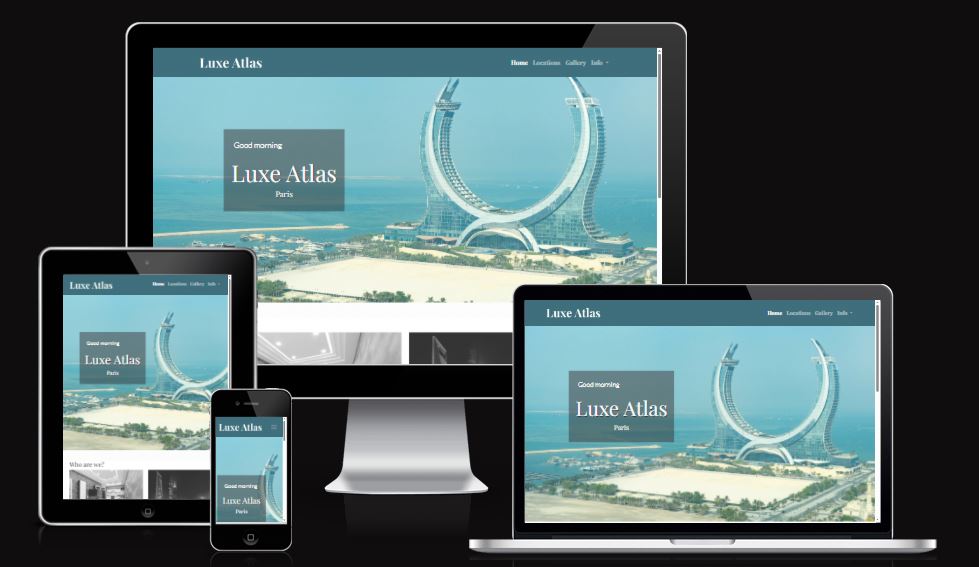 Luxe Atlas
Home Locations Gallery Info
Good morning
Luxe Atlas
Paris
Luxe Atlas
Home Locations Gallery Info
Good morning
Luxe Atlas
Paris
Who are we?
Luxe Atlas
Good morning
Luxe Atlas
Paris
Luxe Atlas
Home Locations Gallery Info
Good morning
Luxe Atlas
Paris